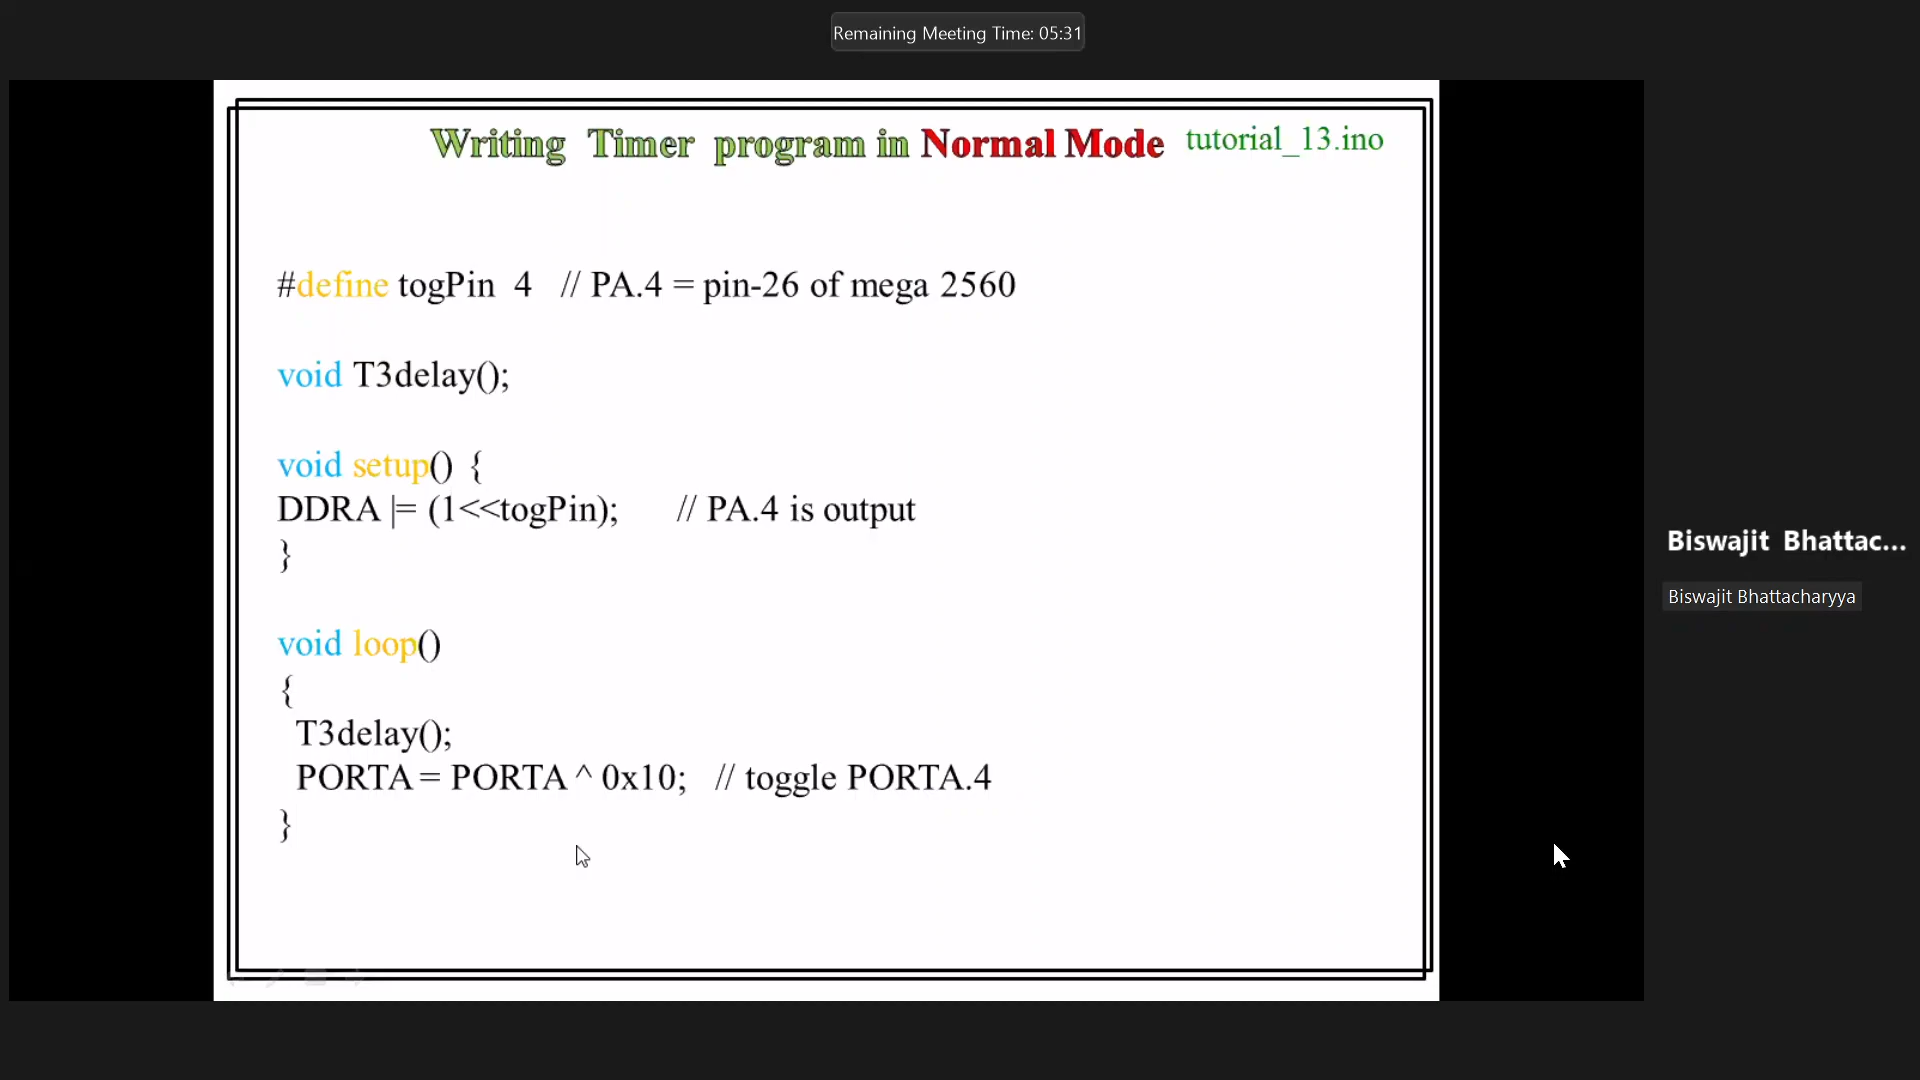 Remaining Meeting Time: 05:31
Writing Timer program in Normal Mode tutorial_13.ino
#define togPin 4 // PA.4 = pin-26 of mega 2560
void T3delay();
void setup() {
DDRA |= (1<<togPin); // PA.4 is output
}
void loop()
{
T3delay();
PORTA = PORTA ^ 0x10; // toggle PORTA.4
}
Biswajit Bhattac...
Biswajit Bhattacharyya